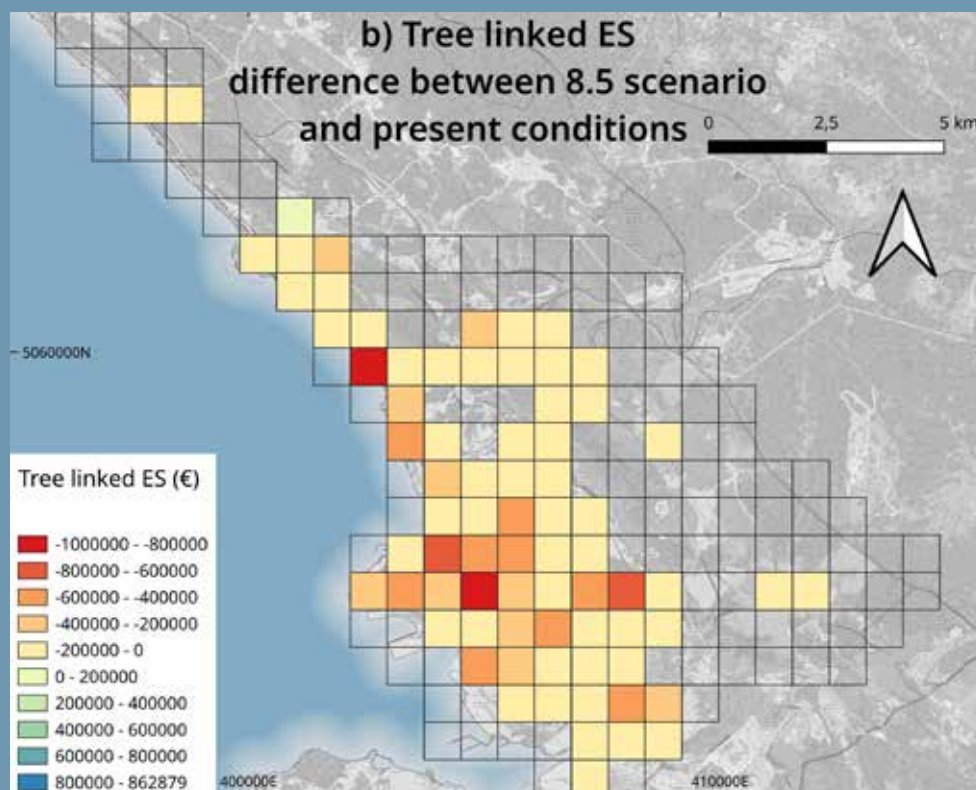 b) Tree linked ES
difference between 8.5 scenario
and present conditions
0 2,5 5 km
5060000N
Tree linked ES (€)
-1000000 - -800000
-800000 - -600000
-600000 - -400000
-400000 - -200000
-200000 - 0
0 - 200000
200000 - 400000
400000 - 600000
600000 - 800000
800000 - 862879
400000E
410000E